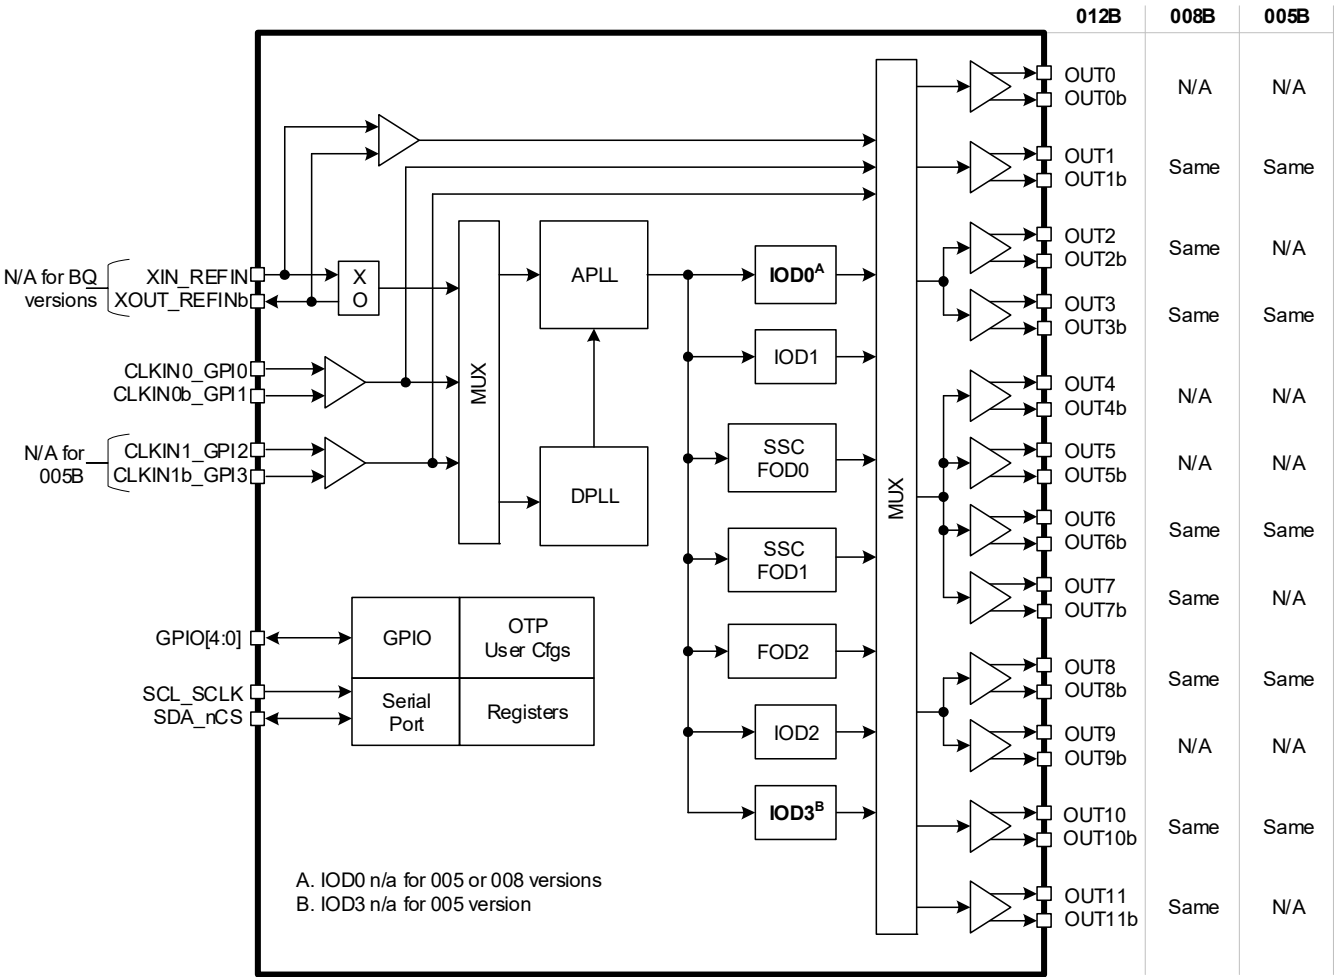 012B 008B 005B
OUT0
OUT0b
N/A N/A
OUT1
OUT1b
Same Same
OUT2
OUT2b
Same N/A
OUT3
OUT3b
Same Same
OUT4
OUT4b
N/A N/A
OUT5
OUT5b
N/A N/A
OUT6
OUT6b
Same Same
OUT7
OUT7b
Same N/A
OUT8
OUT8b
Same Same
OUT9
OUT9b
N/A N/A
OUT10
OUT10b
Same Same
OUT11
OUT11b
Same N/A
N/A for BQ
versions
XIN_REFIN
XOUT_REFINb
X
O
CLKIN0_GPI0
CLKIN0b_GPI1
N/A for
005B
CLKIN1_GPI2
CLKIN1b_GPI3
MUX
APLL
DPLL
IOD0A
IOD1
SSC
FOD0
SSC
FOD1
FOD2
IOD2
IOD3B
MUX
GPIO[4:0]
SCL_SCLK
SDA_nCS
GPIO
OTP
User Cfgs
Serial
Port
Registers
A. IOD0 n/a for 005 or 008 versions
B. IOD3 n/a for 005 version